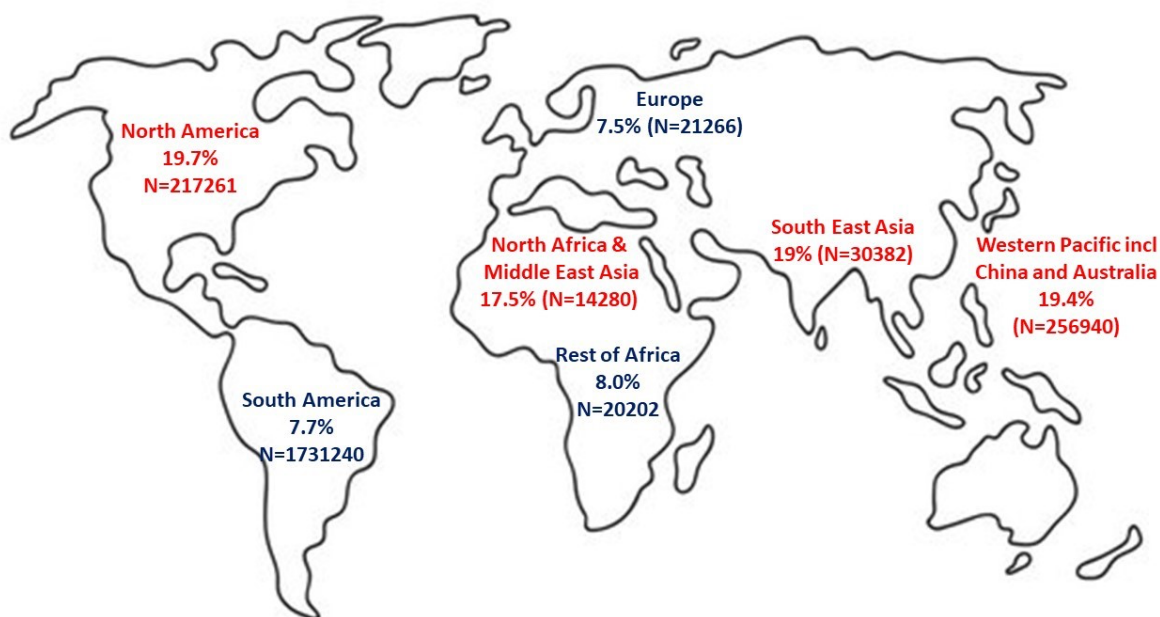 North America
19.7%
N=217261
Europe
7.5% (N=21266)
North Africa &
Middle East Asia
17.5% (N=14280)
South East Asia
19% (N=30382)
Western Pacific incl
China and Australia
19.4%
(N=256940)
Rest of Africa
8.0%
N=20202
South America
7.7%
N=1731240